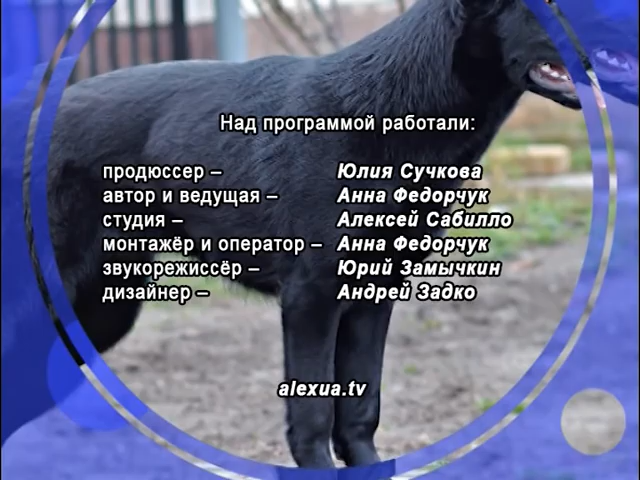 Над программой работали:
продюссер – Юлия Сучкова
автор и ведущая – Анна Федорчук
студия – Алексей Сабилло
монтажёр и оператор – Анна Федорчук
звукорежиссёр – Юрий Замычкин
дизайнер – Андрей Задко
alexua.tv